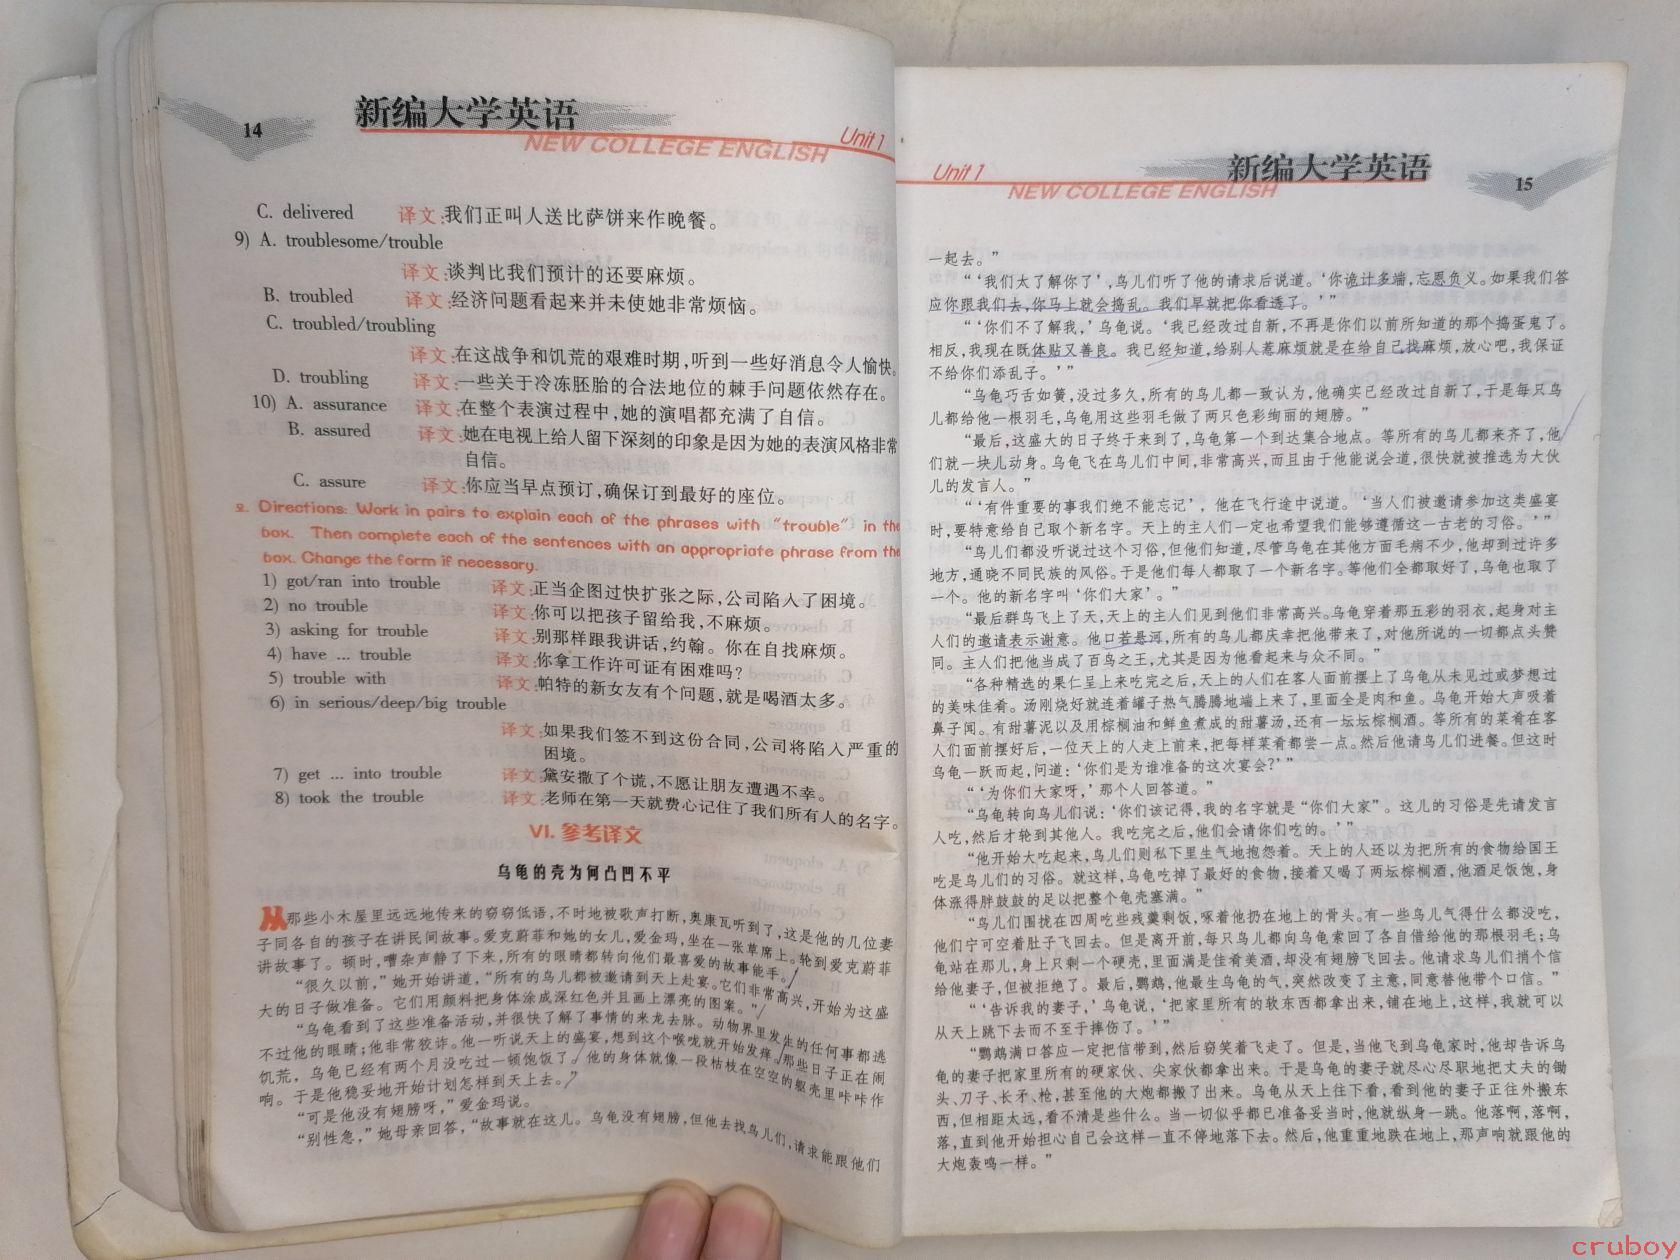 14
新编大学英语
NEW COLLEGE ENGLISH
Unit 1
C. delivered 译文:我们正叫人送比萨饼来作晚餐。
9) A. troublesome/trouble
译文:谈判比我们预计的还要麻烦。
B. troubled 译文:经济问题看起来并未使她非常烦恼。
C. troubled/troubling
译文:在这战争和饥荒的艰难时期,听到一些好消息令人愉快。
D. troubling 译文:一些关于冷冻胚胎的合法地位的棘手问题依然存在。
10) A. assurance 译文:在整个表演过程中,她的演唱都充满了自信。
B. assured 译文:她在电视上给人留下深刻的印象是因为她的表演风格非常
自信。
C. assure 译文:你应当早点预订,确保订到最好的座位。
2. Directions: Work in pairs to explain each of the phrases with "trouble" in the
box. Then complete each of the sentences with an appropriate phrase from the
box. Change the form if necessary.
1) got/ran into trouble 译文:正当企图过快扩张之际,公司陷入了困境。
2) no trouble 译文:你可以把孩子留给我,不麻烦。
3) asking for trouble 译文:别那样跟我讲话,约翰。你在自找麻烦。
4) have ... trouble 译文:你拿工作许可证有困难吗?
5) trouble with 译文:帕特的新女友有个问题,就是喝酒太多。
6) in serious/deep/big trouble
译文:如果我们签不到这份合同,公司将陷入严重的
困境。
7) get ... into trouble 译文:黛安撒了个谎,不愿让朋友遭遇不幸。
8) took the trouble 译文:老师在第一天就费心记住了我们所有人的名字。
VI. 参考译文
乌龟的壳为何凸凹不平
从那些小木屋里远远地传来的窃窃低语,不时地被歌声打断,奥康瓦听到了,这是他的几位妻
子同各自的孩子在讲民间故事。爱克蔚菲和她的女儿,爱金玛,坐在一张草席上。轮到爱克蔚菲
讲故事了。顿时,嘈杂声静了下来,所有的眼睛都转向他们最喜爱的故事能手。
“很久以前,”她开始讲道,“所有的鸟儿都被邀请到天上赴宴。它们非常高兴,开始为这盛
大的日子做准备。它们用颜料把身体涂成深红色并且画上漂亮的图案。”
“乌龟看到了这些准备活动,并很快了解了事情的来龙去脉。动物界里发生的任何事都逃
不过他的眼睛;他非常狡诈。他一听说天上的盛宴,想到这个喉咙就开始发痒。那些日子正在闹
饥荒,乌龟已经有两个月没吃过一顿饱饭了。他的身体就像一段枯枝在空空的躯壳里咔咔作
响。于是他稳妥地开始计划怎样到天上去。”
“可是他没有翅膀呀,”爱金玛说。
“别性急,”她母亲回答,“故事就在这儿。乌龟没有翅膀,但他去找鸟儿们,请求能跟他们
Unit 1
NEW COLLEGE ENGLISH
新编大学英语
15
一起去。”
“‘我们太了解你了’,鸟儿们听了他的请求后说道。‘你诡计多端,忘恩负义。如果我们答
应你跟我们去,你马上就会捣乱。我们早就把你看透了。’”
“‘你们不了解我,’乌龟说。‘我已经改过自新,不再是你们以前所知道的那个捣蛋鬼了。
相反,我现在既体贴又善良。我已经知道,给别人惹麻烦就是在给自己找麻烦,放心吧,我保证
不给你们添乱子。’”
“乌龟巧舌如簧,没过多久,所有的鸟儿都一致认为,他确实已经改过自新了,于是每只鸟
儿都给他一根羽毛,乌龟用这些羽毛做了两只色彩绚丽的翅膀。”
“最后,这盛大的日子终于来到了,乌龟第一个到达集合地点。等所有的鸟儿都来齐了,他
们就一块儿动身。乌龟飞在鸟儿们中间,非常高兴,而且由于他能说会道,很快就被推选为大伙
儿的发言人。”
“‘有件重要的事我们绝不能忘记’,他在飞行途中说道。‘当人们被邀请参加这类盛宴
时,要特意给自己取个新名字。天上的主人们一定也希望我们能够遵循这一古老的习俗。’”
“鸟儿们都没听说过这个习俗,但他们知道,尽管乌龟在其他方面毛病不少,他却到过许多
地方,通晓不同民族的风俗。于是他们每人都取了一个新名字。等他们全都取好了,乌龟也取了
一个。他的新名字叫‘你们大家’。”
“最后群鸟飞上了天,天上的主人们见到他们非常高兴。乌龟穿着那五彩的羽衣,起身对主
人们的邀请表示谢意。他口若悬河,所有的鸟儿都庆幸把他带来了,对他所说的一切都点头赞
同。主人们把他当成了百鸟之王,尤其是因为他看起来与众不同。”
“各种精选的果仁呈上来吃完之后,天上的人们在客人面前摆上了乌龟从未见过或梦想过
的美味佳肴。汤刚烧好就连着罐子热气腾腾地端上来了,里面全是肉和鱼。乌龟开始大声吸着
鼻子闻。有甜薯泥以及用棕榈油和鲜鱼煮成的甜薯汤,还有一坛坛棕榈酒。等所有的菜肴在客
人们面前摆好后,一位天上的人走上前来,把每样菜肴都尝一点。然后他请鸟儿们进餐。但这时
乌龟一跃而起,问道:‘你们是为谁准备的这次宴会?’”
“‘为你们大家呀,’那个人回答道。”
“乌龟转向鸟儿们说:‘你们该记得,我的名字就是“你们大家”。这儿的习俗是先请发言
人吃,然后才轮到其他人。我吃完之后,他们会请你们吃的。’”
“他开始大吃起来,鸟儿们则私下里生气地抱怨着。天上的人还以为把所有的食物给国王
吃是鸟儿们的习俗。就这样,乌龟吃掉了最好的食物,接着又喝了两坛棕榈酒,他酒足饭饱,身
体涨得胖鼓鼓的足以把整个龟壳塞满。”
“鸟儿们围拢在四周吃些残羹剩饭,啄着他扔在地上的骨头。有一些鸟儿气得什么都没吃,
他们宁可空着肚子飞回去。但是离开前,每只鸟儿都向乌龟索回了各自借给他的那根羽毛;乌
龟站在那儿,身上只剩一个硬壳,里面满是佳肴美酒,却没有翅膀飞回去。他请求鸟儿们捎个信
给他妻子,但被拒绝了。最后,鹦鹉,他最生乌龟的气,突然改变了主意,同意替他带个口信。”
“‘告诉我的妻子,’乌龟说,‘把家里所有的软东西都拿出来,铺在地上,这样,我就可以
从天上跳下去而不至于摔伤了。’”
“鹦鹉满口答应一定把信带到,然后窃笑着飞走了。但是,当他飞到乌龟家时,他却告诉乌
龟的妻子把家里所有的硬家伙、尖家伙都拿出来。于是乌龟的妻子就尽心尽职地把丈夫的锄
头、刀子、长矛、枪,甚至他的大炮都搬了出来。乌龟从天上往下看,看到他的妻子正往外搬东
西,但相距太远,看不清是些什么。当一切似乎都已准备妥当时,他就纵身一跳。他落啊,落啊,
落,直到他开始担心自己会这样一直不停地落下去。然后,他重重地跌在地上,那声响就跟他的
大炮轰鸣一样。”
cruboy